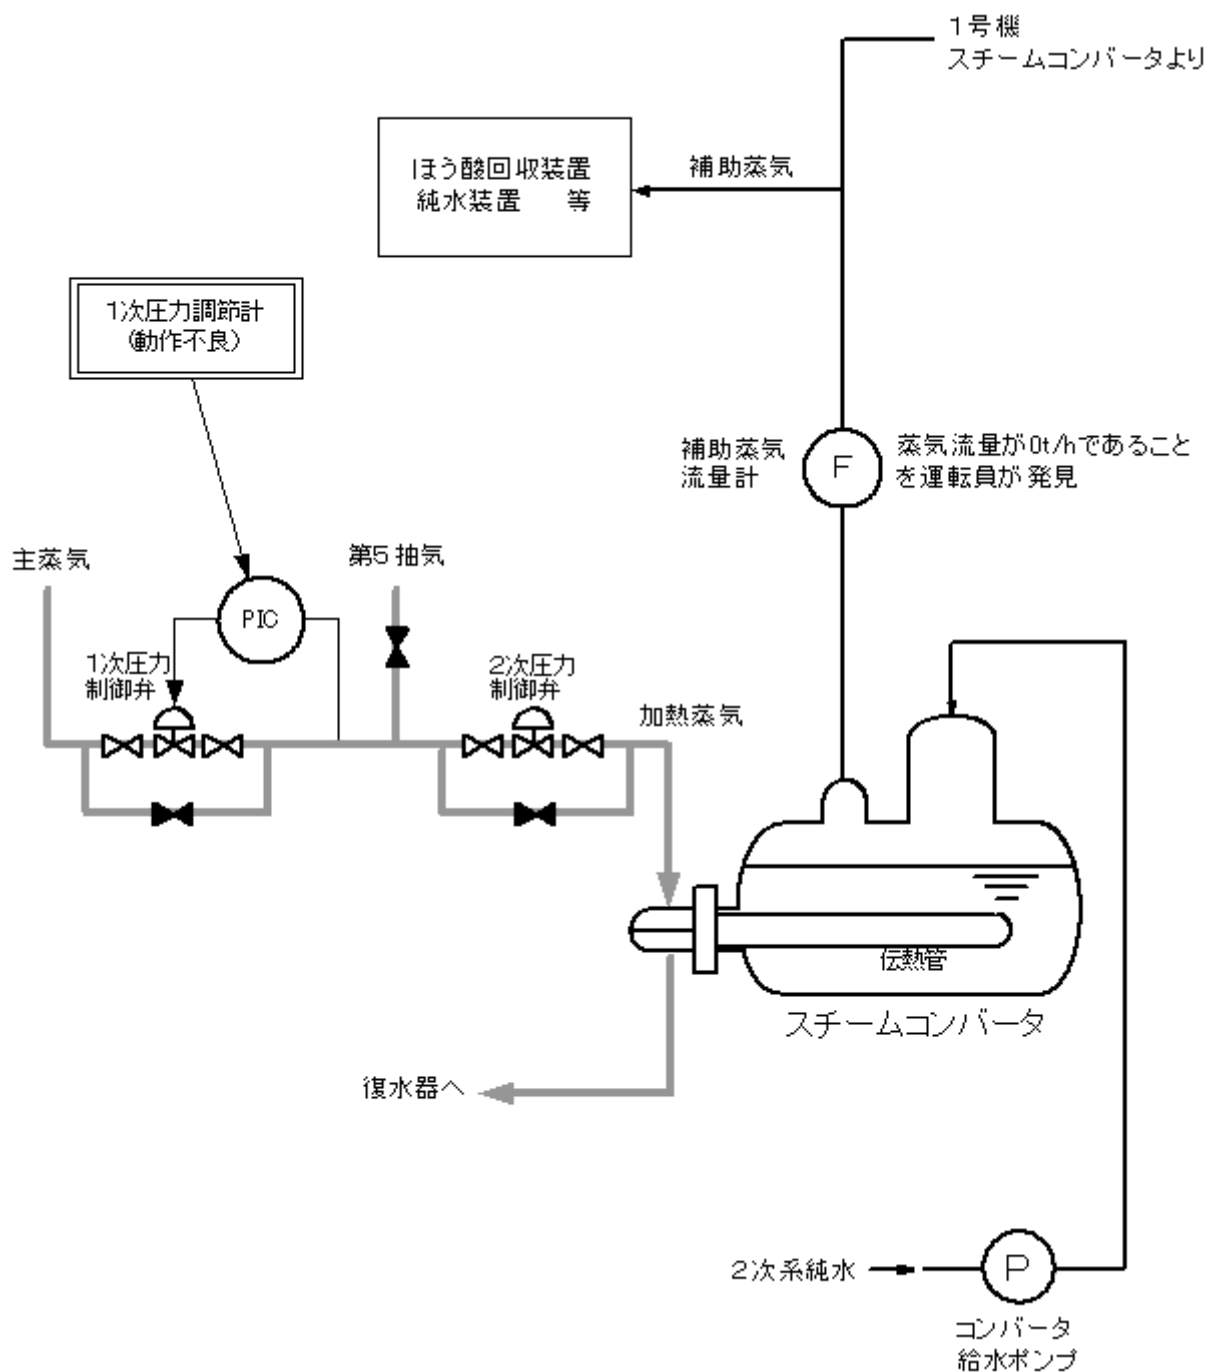 1号機
スチームコンバータより
ほう酸回収装置
純水装置　等
補助蒸気
1次圧力調節計
(動作不良)
補助蒸気
流量計
F
蒸気流量が0t/hであること
を運転員が発見
主蒸気
第5抽気
PIC
1次圧力
制御弁
2次圧力
制御弁
加熱蒸気
伝熱管
スチームコンバータ
復水器へ
2次系純水
P
コンバータ
給水ポンプ